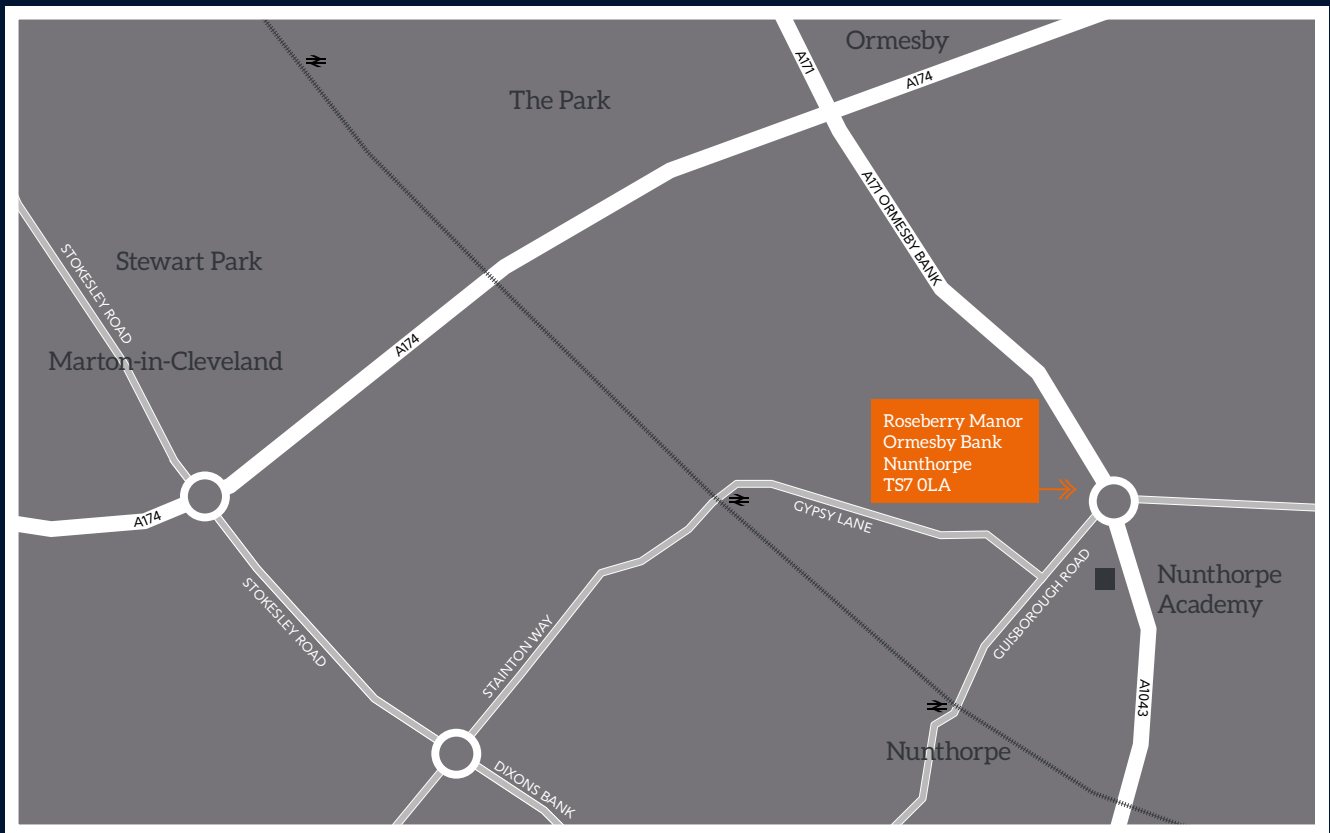 Ormesby
A171
A174
The Park
A171 ORMESBY BANK
STOKESLEY ROAD
Stewart Park
A174
Marton-in-Cleveland
Roseberry Manor
Ormesby Bank
Nunthorpe
TS7 0LA
A174
GYPSY LANE
GUISBOROUGH ROAD
Nunthorpe
Academy
STOKESLEY ROAD
STAINTON WAY
A1043
Nunthorpe
DIXONS BANK